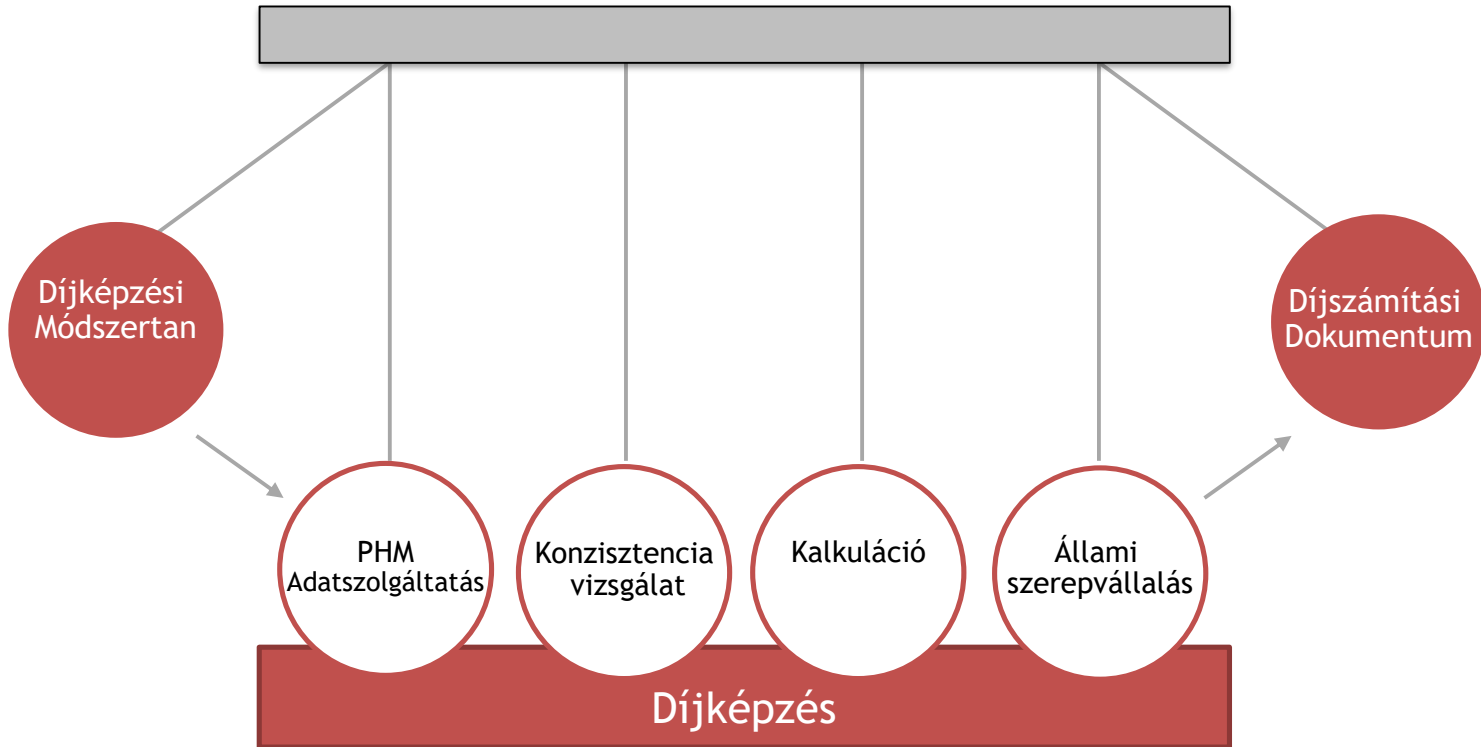 Díjképzési
Módszertan
Díjszámítási
Dokumentum
PHM
Adatszolgáltatás
Konzisztencia
vizsgálat
Kalkuláció
Állami
szerepvállalás
Díjképzés